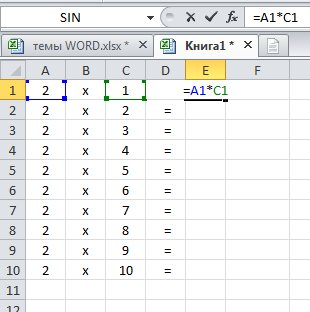 SIN =A1*C1
темы WORD.xlsx * Книга1 *
A B C D E F
1 2 x 1 =A1*C1
2 2 x 2 =
3 2 x 3 =
4 2 x 4 =
5 2 x 5 =
6 2 x 6 =
7 2 x 7 =
8 2 x 8 =
9 2 x 9 =
10 2 x 10 =
11
12